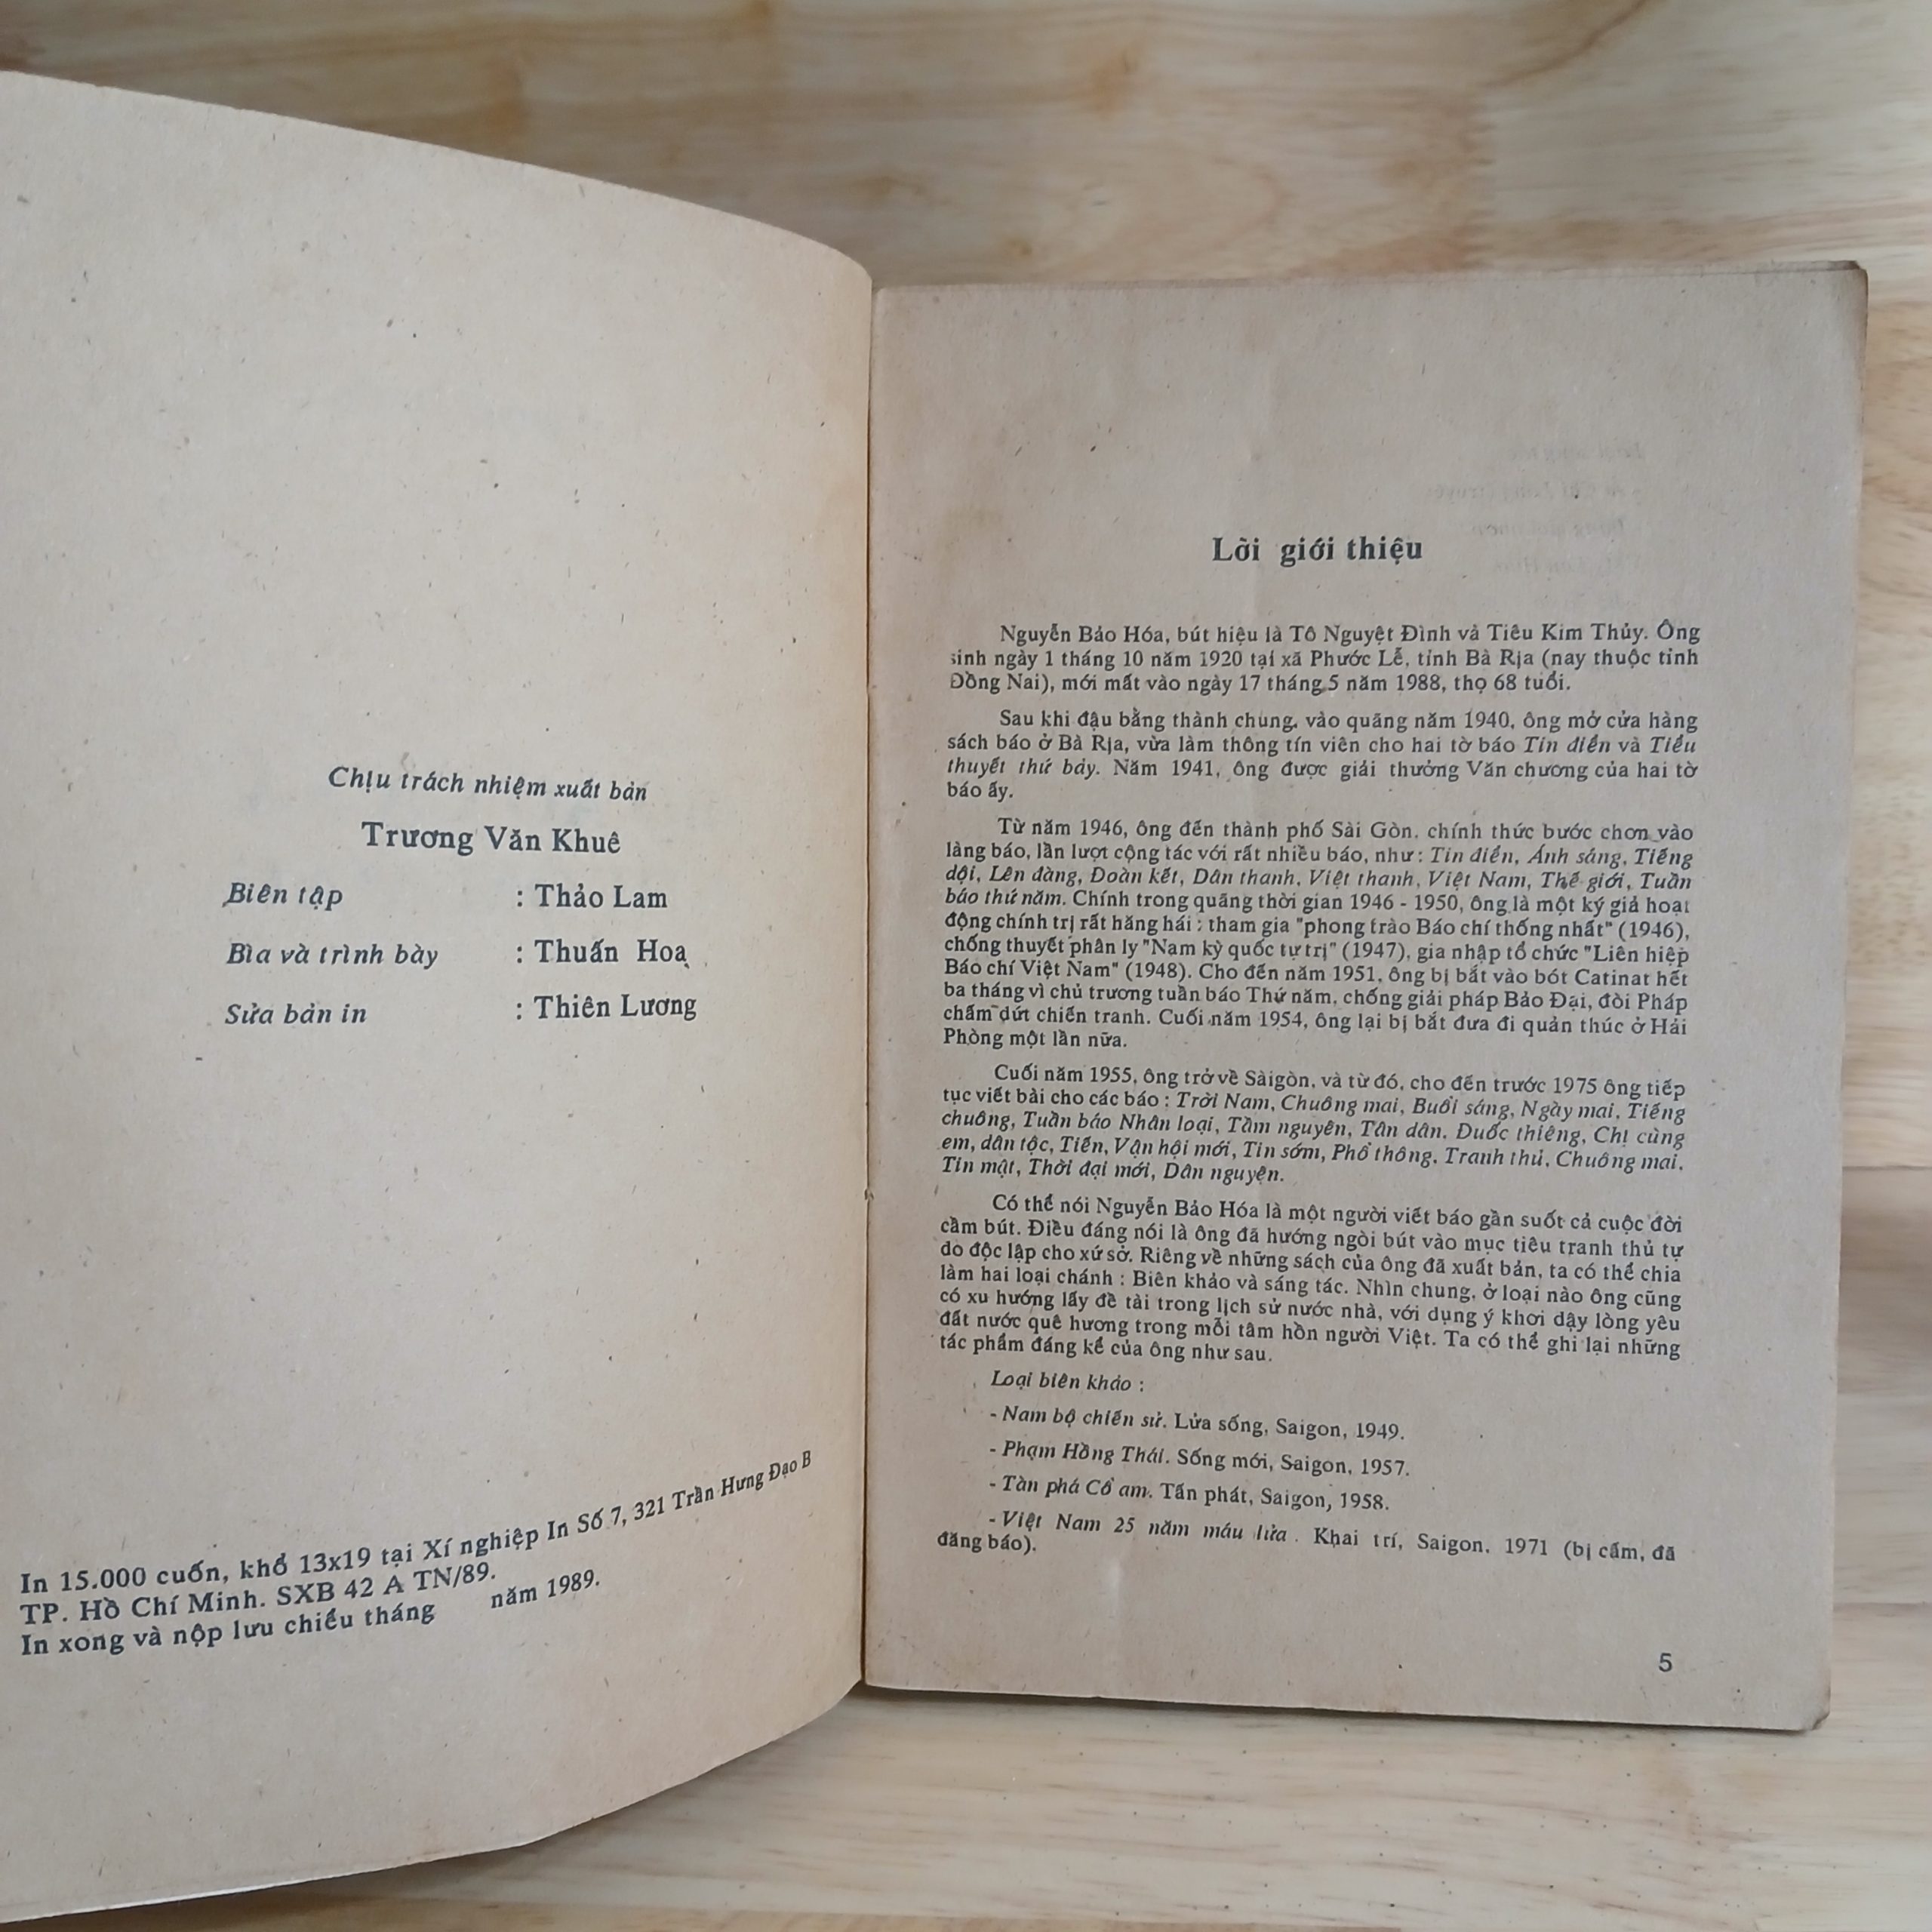 Chịu trách nhiệm xuất bản
Trương Văn Khuê
Biên tập : Thảo Lam
Bìa và trình bày : Thuấn Hoạ
Sửa bản in : Thiên Lương
In 15.000 cuốn, khổ 13x19 tại Xí nghiệp In Số 7, 321 Trần Hưng Đạo B
TP. Hồ Chí Minh. SXB 42 A TN/89.
In xong và nộp lưu chiểu tháng năm 1989.
Lời giới thiệu
Nguyễn Bảo Hóa, bút hiệu là Tô Nguyệt Đình và Tiêu Kim Thủy. Ông
sinh ngày 1 tháng 10 năm 1920 tại xã Phước Lễ, tỉnh Bà Rịa (nay thuộc tỉnh
Đồng Nai), mới mất vào ngày 17 tháng 5 năm 1988, thọ 68 tuổi.
Sau khi đậu bằng thành chung, vào quãng năm 1940, ông mở cửa hàng
sách báo ở Bà Rịa, vừa làm thông tín viên cho hai tờ báo Tin điển và Tiểu
thuyết thứ bảy. Năm 1941, ông được giải thưởng Văn chương của hai tờ
báo ấy.
Từ năm 1946, ông đến thành phố Sài Gòn, chính thức bước chơn vào
làng báo, lần lượt cộng tác với rất nhiều báo, như : Tin điển, Ánh sáng, Tiếng
dội, Lên đàng, Đoàn kết, Dân thanh, Việt thanh, Việt Nam, Thế giới, Tuần
báo thứ năm. Chính trong quãng thời gian 1946 - 1950, ông là một ký giả hoạt
động chính trị rất hăng hái : tham gia "phong trào Báo chí thống nhất" (1946),
chống thuyết phân ly "Nam kỳ quốc tự trị" (1947), gia nhập tổ chức "Liên hiệp
Báo chí Việt Nam" (1948). Cho đến năm 1951, ông bị bắt vào bót Catinat hết
ba tháng vì chủ trương tuần báo Thứ năm, chống giải pháp Bảo Đại, đòi Pháp
chấm dứt chiến tranh. Cuối năm 1954, ông lại bị bắt đưa đi quản thúc ở Hải
Phòng một lần nữa.
Cuối năm 1955, ông trở về Sàigòn, và từ đó, cho đến trước 1975 ông tiếp
tục viết bài cho các báo : Trời Nam, Chuông mai, Buổi sáng, Ngày mai, Tiếng
chuông, Tuần báo Nhân loại, Tầm nguyên, Tân dân, Đuốc thiêng, Chị cùng
em, dân tộc, Tiến, Vận hội mới, Tin sớm, Phổ thông, Tranh thủ, Chuông mai,
Tin mật, Thời đại mới, Dân nguyện.
Có thể nói Nguyễn Bảo Hóa là một người viết báo gần suốt cả cuộc đời
cầm bút. Điều đáng nói là ông đã hướng ngòi bút vào mục tiêu tranh thủ tự
do độc lập cho xứ sở. Riêng về những sách của ông đã xuất bản, ta có thể chia
làm hai loại chánh : Biên khảo và sáng tác. Nhìn chung, ở loại nào ông cũng
có xu hướng lấy đề tài trong lịch sử nước nhà, với dụng ý khơi dậy lòng yêu
đất nước quê hương trong mỗi tâm hồn người Việt. Ta có thể ghi lại những
tác phẩm đáng kể của ông như sau.
Loại biên khảo :
- Nam bộ chiến sử. Lửa sống, Saigon, 1949.
- Phạm Hồng Thái. Sống mới, Saigon, 1957.
- Tàn phá Cổ am. Tấn phát, Saigon, 1958.
- Việt Nam 25 năm máu lửa . Khai trí, Saigon, 1971 (bị cấm, đã
đăng báo).
5